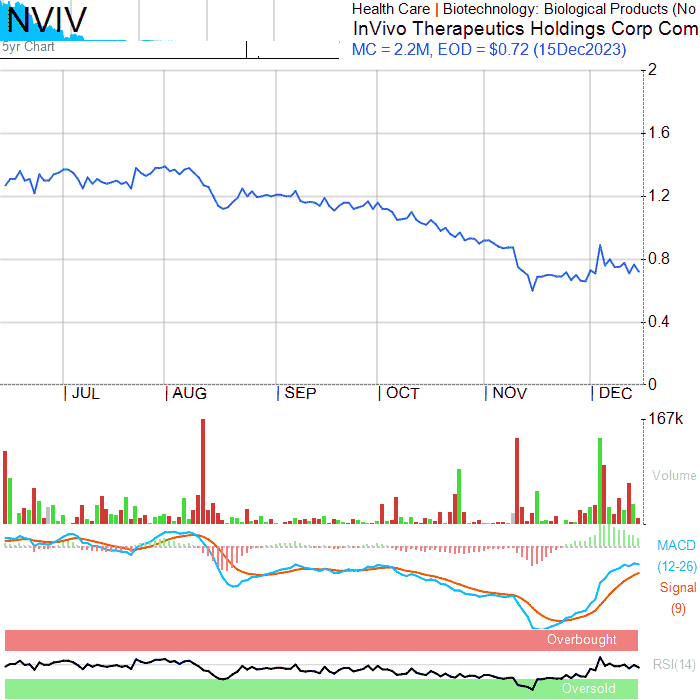 NVIV
5yr Chart
Health Care | Biotechnology: Biological Products (No
InVivo Therapeutics Holdings Corp Com
MC = 2.2M, EOD = $0.72 (15Dec2023)
2
1.6
1.2
0.8
0.4
0
JUL AUG SEP OCT NOV DEC
167k
Volume
MACD
(12-26)
Signal
(9)
Overbought
RSI(14)
Oversold